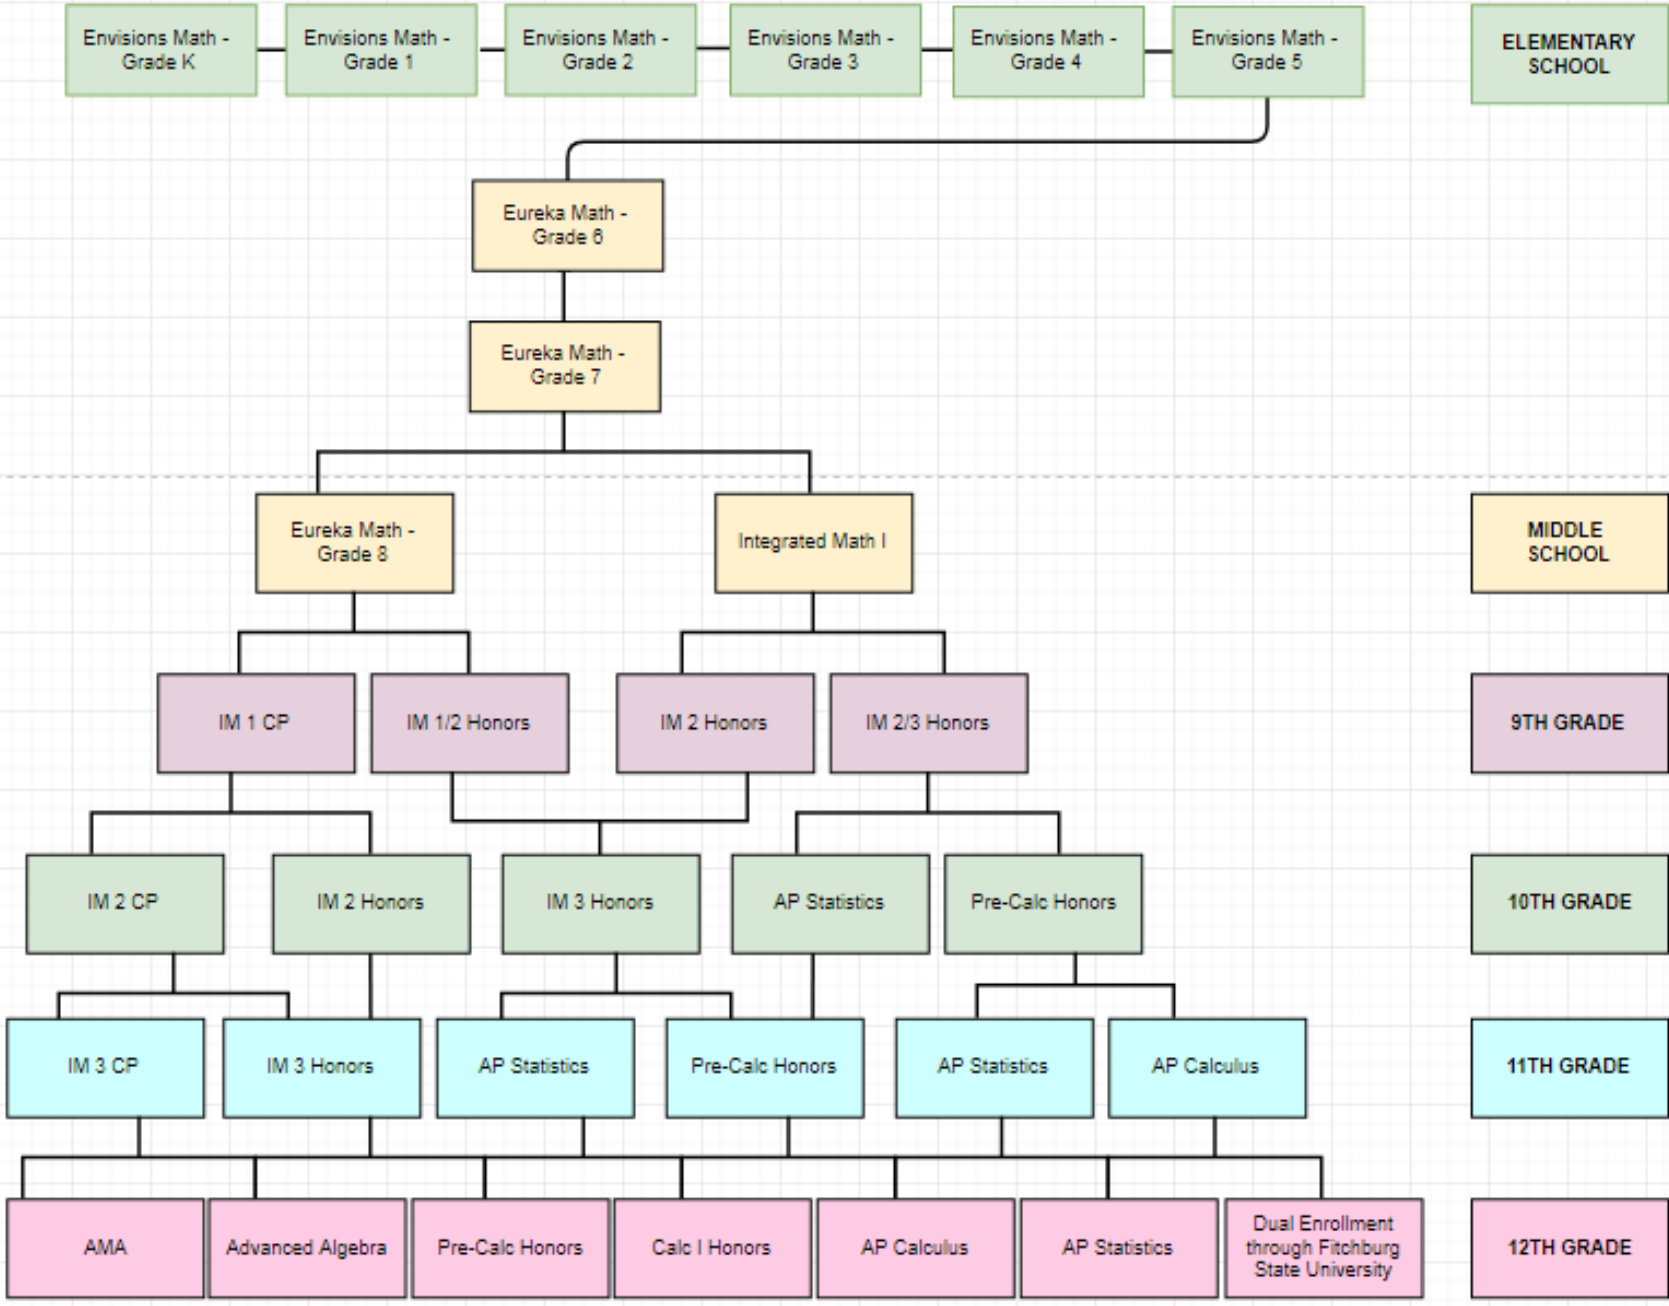 Envisions Math -
Grade K
Envisions Math -
Grade 1
Envisions Math -
Grade 2
Envisions Math -
Grade 3
Envisions Math -
Grade 4
Envisions Math -
Grade 5
ELEMENTARY
SCHOOL
Eureka Math -
Grade 6
Eureka Math -
Grade 7
Eureka Math -
Grade 8
Integrated Math I
MIDDLE
SCHOOL
IM 1 CP
IM 1/2 Honors
IM 2 Honors
IM 2/3 Honors
9TH GRADE
IM 2 CP
IM 2 Honors
IM 3 Honors
AP Statistics
Pre-Calc Honors
10TH GRADE
IM 3 CP
IM 3 Honors
AP Statistics
Pre-Calc Honors
AP Statistics
AP Calculus
11TH GRADE
AMA
Advanced Algebra
Pre-Calc Honors
Calc I Honors
AP Calculus
AP Statistics
Dual Enrollment
through Fitchburg
State University
12TH GRADE